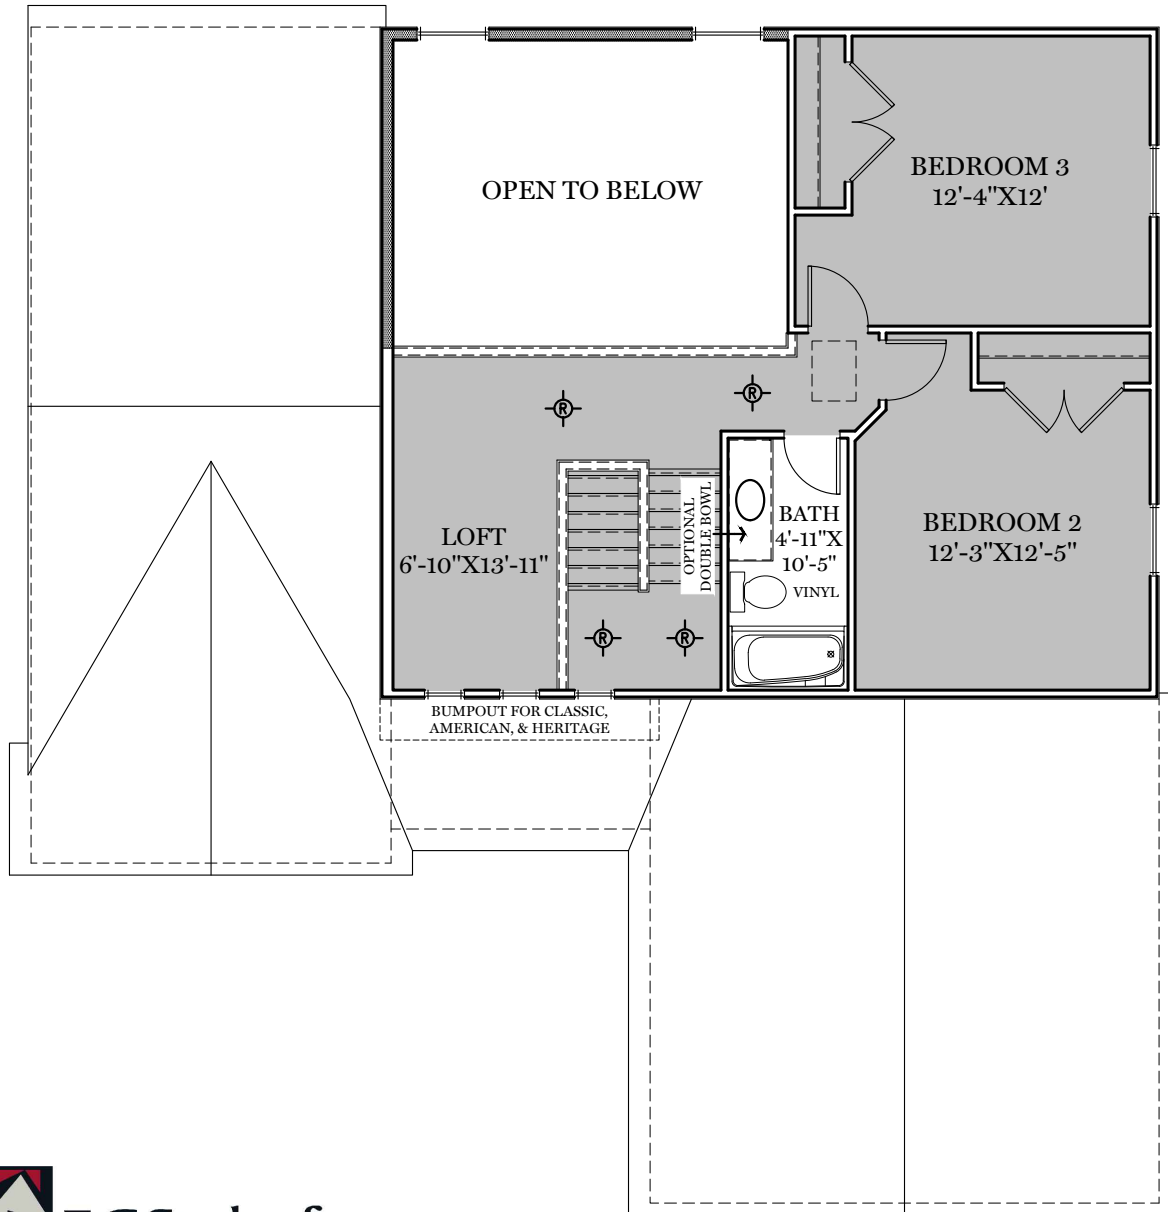 OPEN TO BELOW
BEDROOM 3
12'-4"X12'
R
R
LOFT
6'-10"X13'-11"
OPTIONAL
DOUBLE BOWL
BATH
4'-11"X
10'-5"
VINYL
BEDROOM 2
12'-3"X12'-5"
R
R
BUMPOUT FOR CLASSIC,
AMERICAN, & HERITAGE